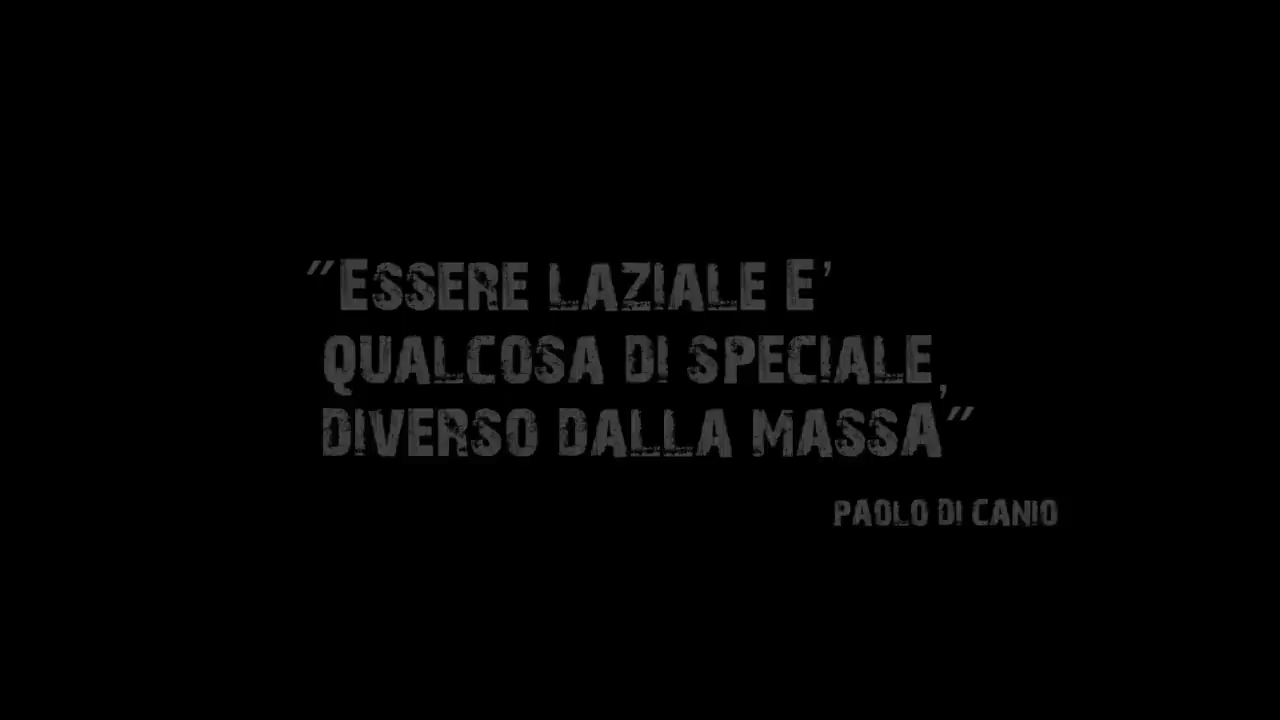 "ESSERE LAZIALE E'
QUALCOSA DI SPECIALE,
DIVERSO DALLA MASSA"
PAOLO DI CANIO